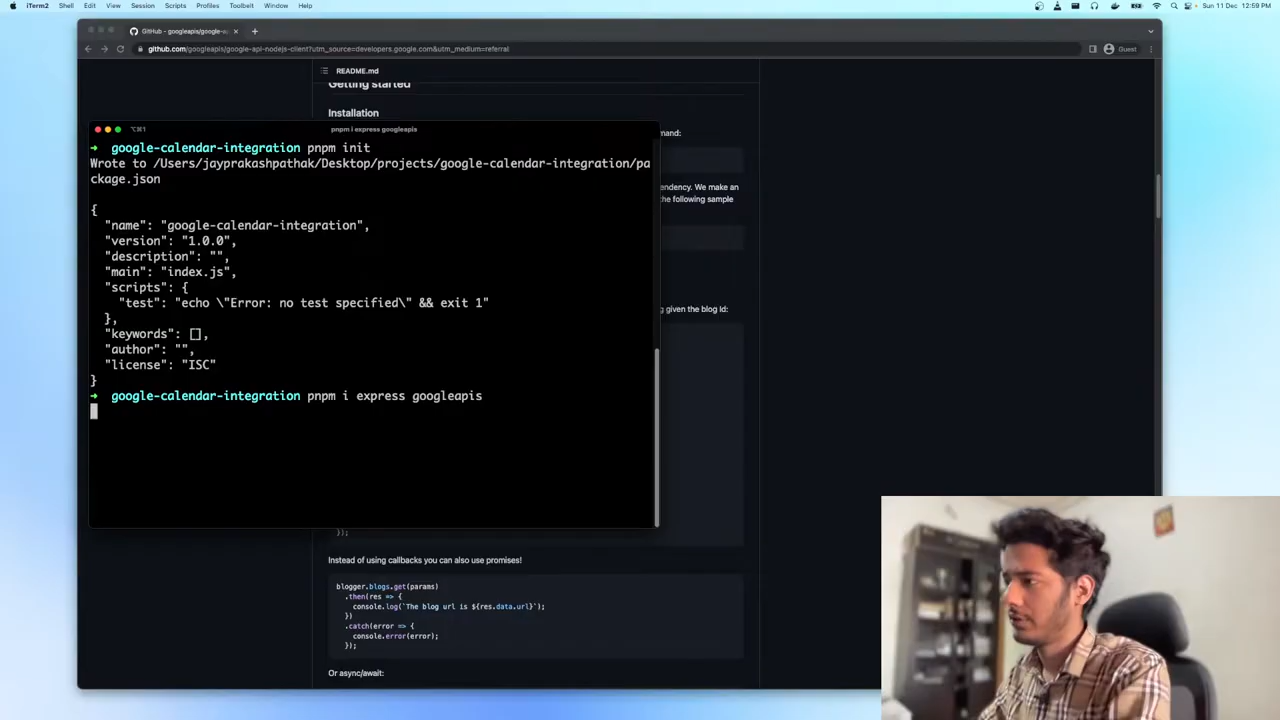 iTerm2 Shell Edit View Session Scripts Profiles Toolbelt Window Help
Sun 11 Dec 12:59 PM
GitHub - googleapis/google-a
github.com/googleapis/google-api-nodejs-client?utm_source=developers.google.com&utm_medium=referral
Guest
README.md
Getting started
Installation
⌥⌘1
pnpm i express googleapis
mand:
➜ google-calendar-integration pnpm init
Wrote to /Users/jayprakashpathak/Desktop/projects/google-calendar-integration/pa
ckage.json
endency. We make an
the following sample
{
"name": "google-calendar-integration",
"version": "1.0.0",
"description": "",
"main": "index.js",
"scripts": {
"test": "echo \"Error: no test specified\" && exit 1"
},
"keywords": [],
"author": "",
"license": "ISC"
}
g given the blog Id:
➜ google-calendar-integration pnpm i express googleapis
});
Instead of using callbacks you can also use promises!
blogger.blogs.get(params)
.then(res => {
console.log(`The blog url is ${res.data.url}`);
})
.catch(error => {
console.error(error);
});
Or async/await: